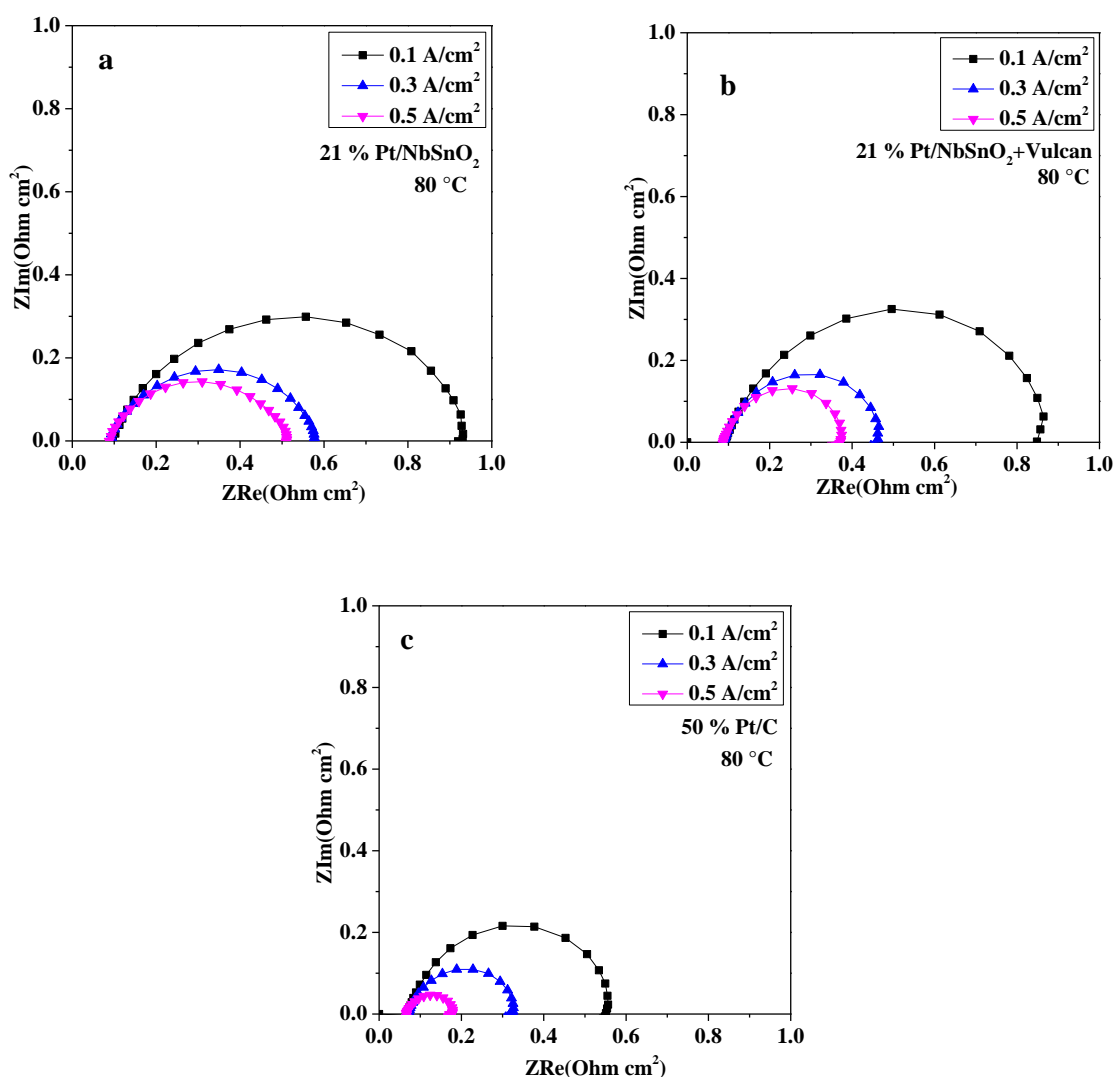 a
0.1 A/cm²
0.3 A/cm²
0.5 A/cm²
21 % Pt/NbSnO₂
80 °C
1.0
0.8
0.6
0.4
0.2
0.0
ZIm(Ohm cm²)
0.0 0.2 0.4 0.6 0.8 1.0
ZRe(Ohm cm²)
b
0.1 A/cm²
0.3 A/cm²
0.5 A/cm²
21 % Pt/NbSnO₂+Vulcan
80 °C
1.0
0.8
0.6
0.4
0.2
0.0
ZIm(Ohm cm²)
0.0 0.2 0.4 0.6 0.8 1.0
ZRe(Ohm cm²)
c
0.1 A/cm²
0.3 A/cm²
0.5 A/cm²
50 % Pt/C
80 °C
1.0
0.8
0.6
0.4
0.2
0.0
ZIm(Ohm cm²)
0.0 0.2 0.4 0.6 0.8 1.0
ZRe(Ohm cm²)